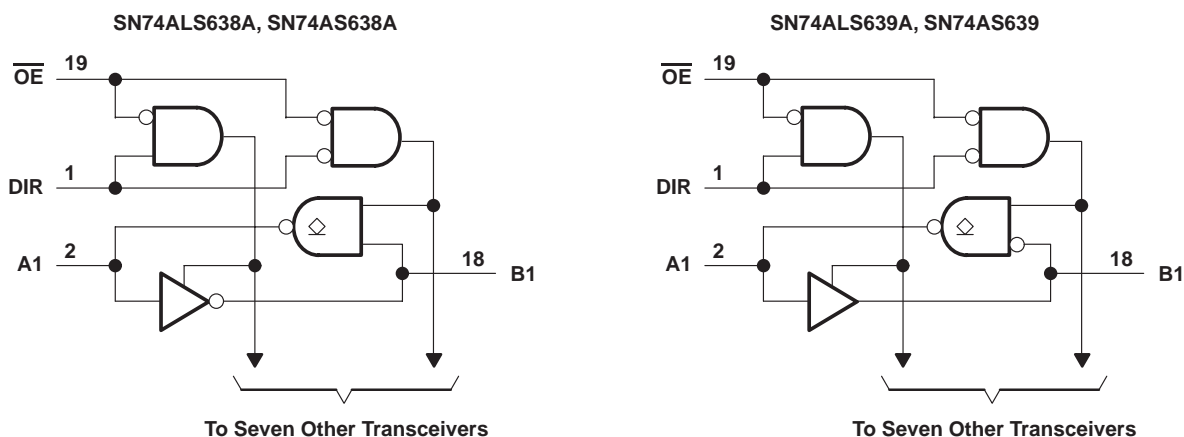 SN74ALS638A, SN74AS638A
OE 19
DIR 1
A1 2
18 B1
To Seven Other Transceivers
SN74ALS639A, SN74AS639
OE 19
DIR 1
A1 2
18 B1
To Seven Other Transceivers